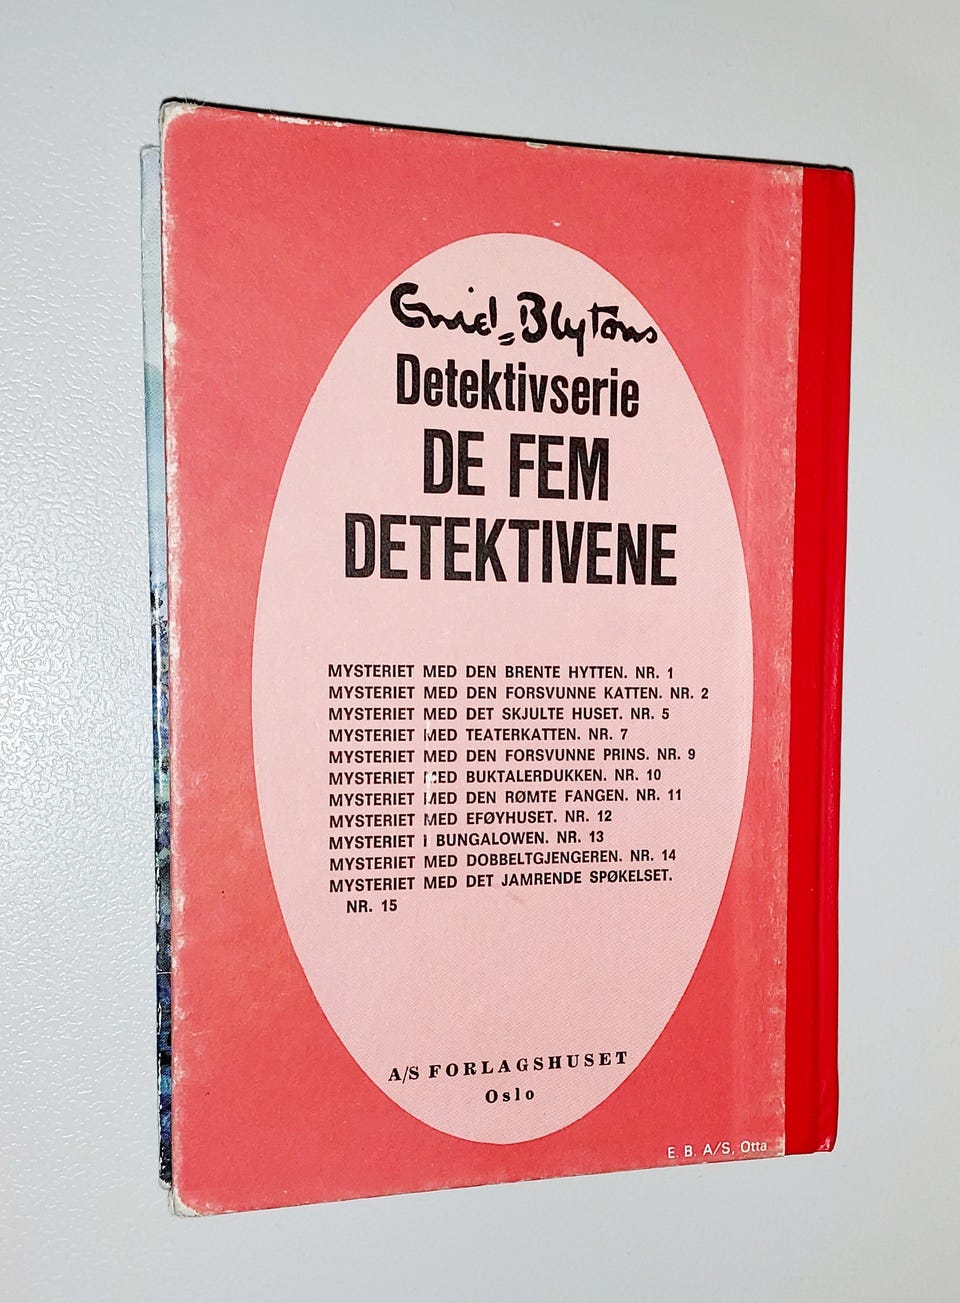 Enid Blytons
Detektivserie
DE FEM
DETEKTIVENE
MYSTERIET MED DEN BRENTE HYTTEN. NR. 1
MYSTERIET MED DEN FORSVUNNE KATTEN. NR. 2
MYSTERIET MED DET SKJULTE HUSET. NR. 5
MYSTERIET MED TEATERKATTEN. NR. 7
MYSTERIET MED DEN FORSVUNNE PRINS. NR. 9
MYSTERIET MED BUKTALERDUKKEN. NR. 10
MYSTERIET MED DEN RØMTE FANGEN. NR. 11
MYSTERIET MED EFØYHUSET. NR. 12
MYSTERIET I BUNGALOWEN. NR. 13
MYSTERIET MED DOBBELTGJENGEREN. NR. 14
MYSTERIET MED DET JAMRENDE SPØKELSET.
NR. 15
A/S FORLAGSHUSET
Oslo
E. B. A/S, Otta